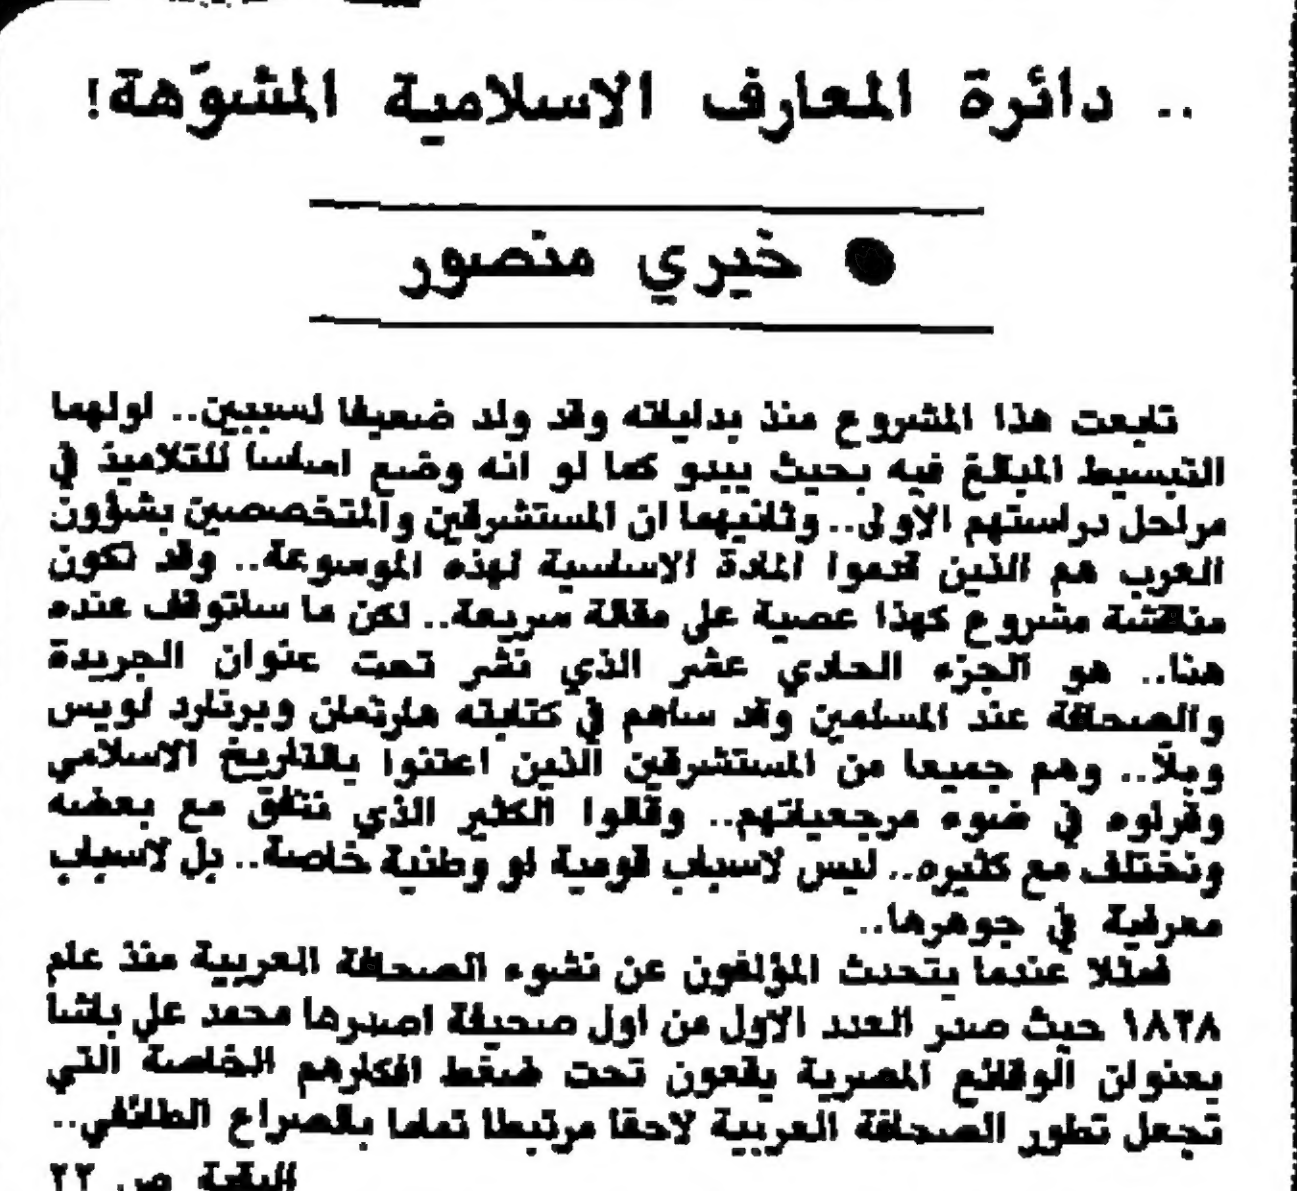 .. دائرة المعارف الاسلامية المشوّهة!
● خيري منصور
تابعت هذا المشروع منذ بداياته وقد ولد ضعيفا لسببين.. اولهما
التبسيط المبالغ فيه بحيث يبدو كما لو انه وضع اساسا للتلاميذ في
مراحل دراستهم الاولى.. وثانيهما ان المستشرقين والمتخصصين بشؤون
العرب هم الذين قدموا المادة الاساسية لهذه الموسوعة.. وقد تكون
مناقشة مشروع كهذا عصية على مقالة سريعة.. لكن ما ساتوقف عنده
هنا.. هو الجزء الحادي عشر الذي نشر تحت عنوان الجريدة
والصحافة عند المسلمين وقد ساهم في كتابته هارتمان وبرنارد لويس
وبلا.. وهم جميعا من المستشرقين الذين اعتنوا بالتاريخ الاسلامي
وقراوه في ضوء مرجعياتهم.. وقالوا الكثير الذي نتفق مع بعضه
ونختلف مع كثيره.. ليس لاسباب قومية او وطنية خاصة.. بل لاسباب
معرفية في جوهرها..
فمثلا عندما يتحدث المؤلفون عن نشوء الصحافة العربية منذ عام
١٨٢٨ حيث صدر العدد الاول من اول صحيفة اصدرها محمد علي باشا
بعنوان الوقائع المصرية يقعون تحت ضغط افكارهم الخاصة التي
تجعل تطور الصحافة العربية لاحقا مرتبطا تماما بالصراع الطائفي..
البقية ص ٢٢